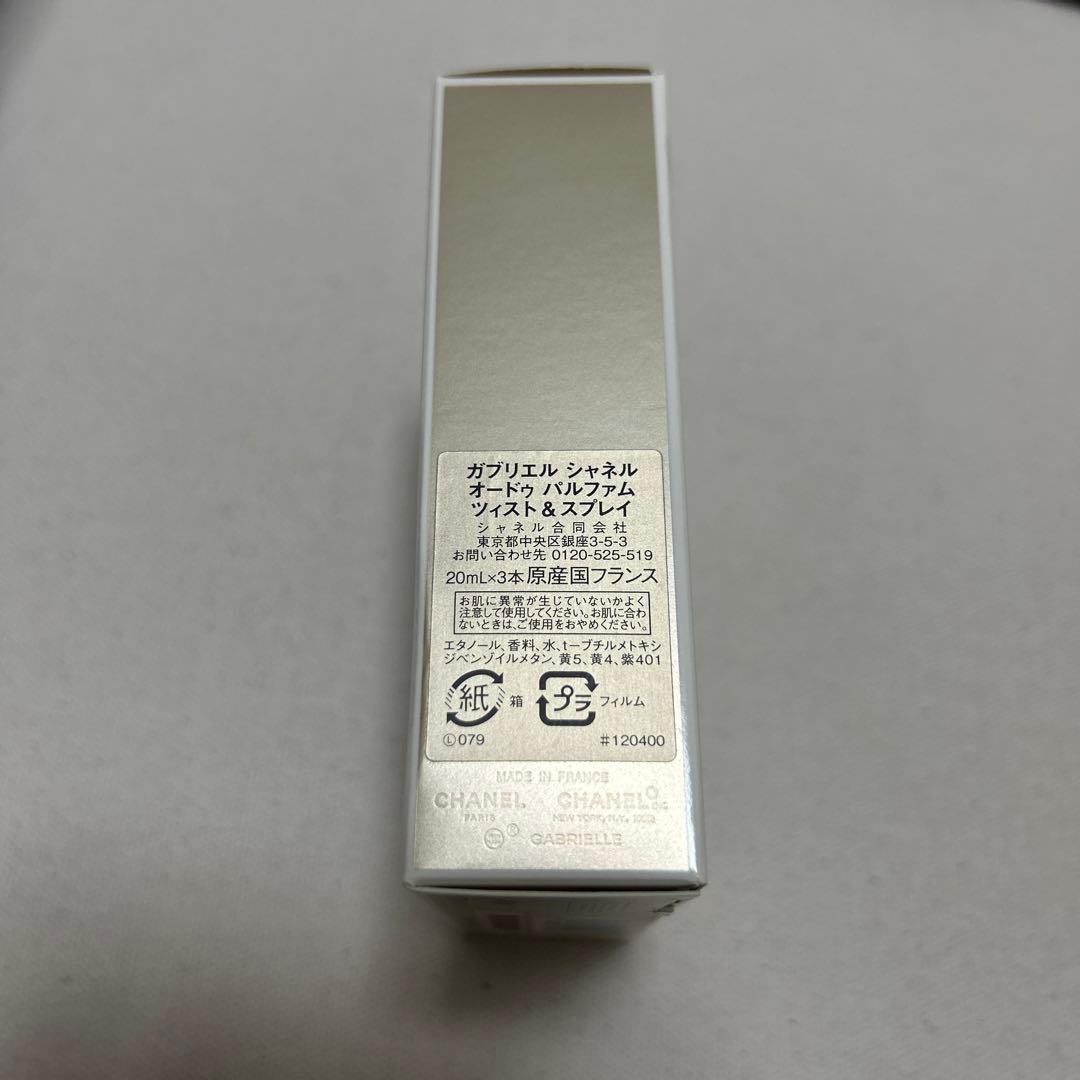 ガブリエル シャネル
オードゥ パルファム
ツィスト&スプレイ
シャネル合同会社
東京都中央区銀座3-5-3
お問い合わせ先 0120-525-519
20mL×3本 原産国フランス
お肌に異常が生じていないかよく
注意して使用してください。お肌に合わ
ないときは、ご使用をおやめください。
エタノール、香料、水、t-ブチルメトキシ
ジベンゾイルメタン、黄5、黄4、紫401
紙 箱 プラ フィルム
Ⓛ079 #120400
MADE IN FRANCE
CHANEL CHANEL
PARIS NEW YORK, N.Y.
® GABRIELLE